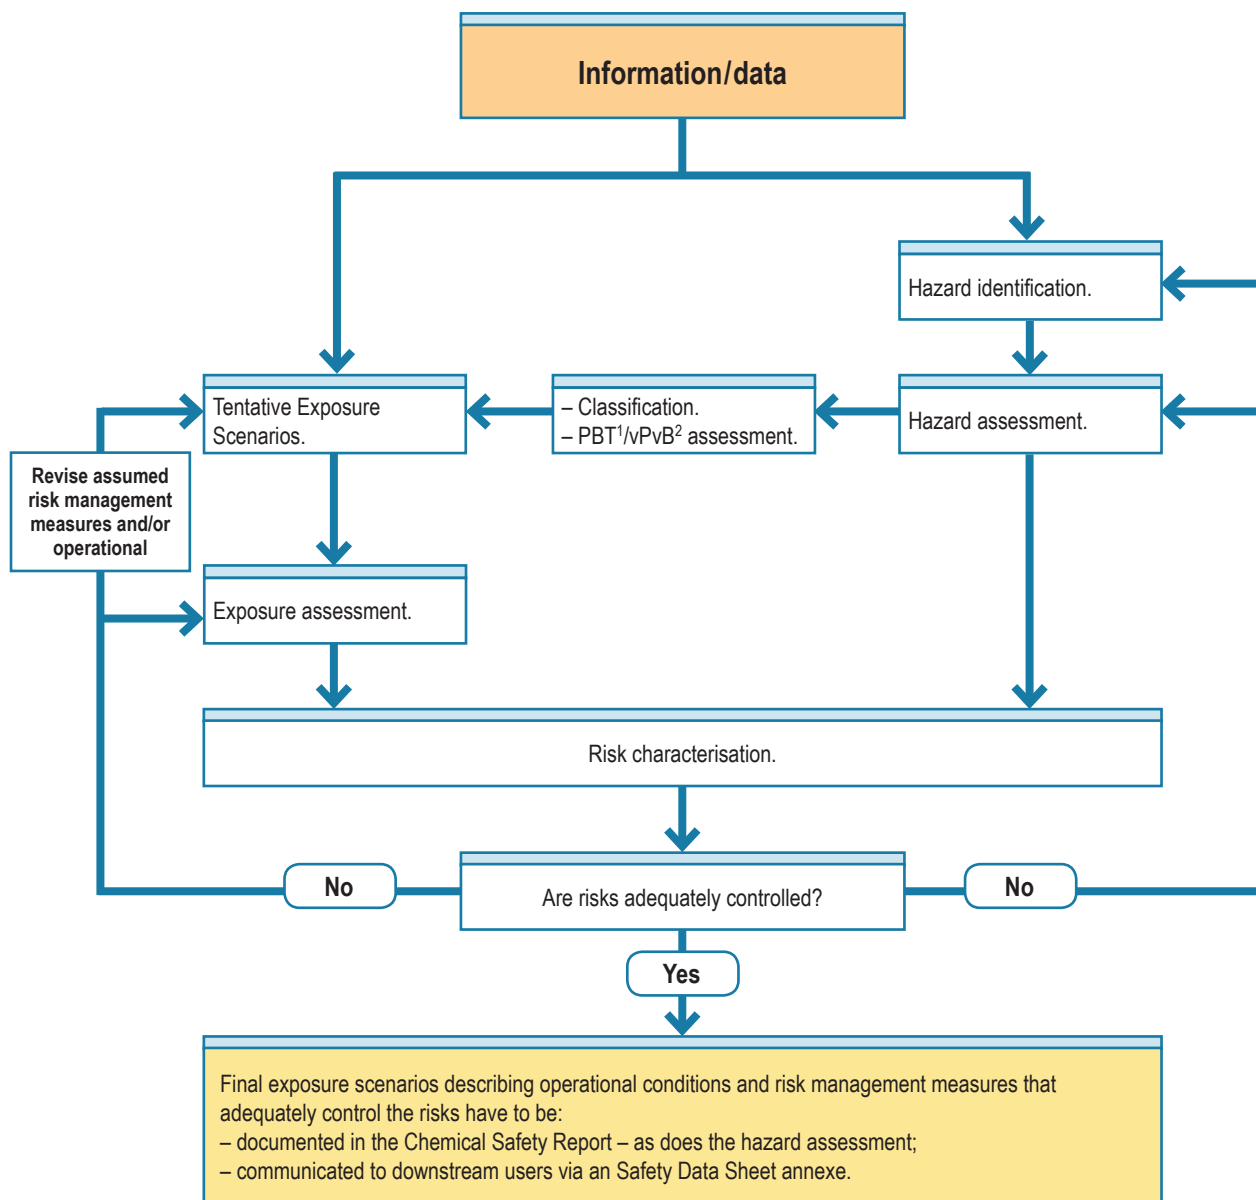 Information/data
Hazard identification.
Tentative Exposure
Scenarios.
– Classification.
– PBT¹/vPvB² assessment.
Hazard assessment.
Revise assumed
risk management
measures and/or
operational
Exposure assessment.
Risk characterisation.
No
Are risks adequately controlled?
No
Yes
Final exposure scenarios describing operational conditions and risk management measures that
adequately control the risks have to be:
– documented in the Chemical Safety Report – as does the hazard assessment;
– communicated to downstream users via an Safety Data Sheet annexe.